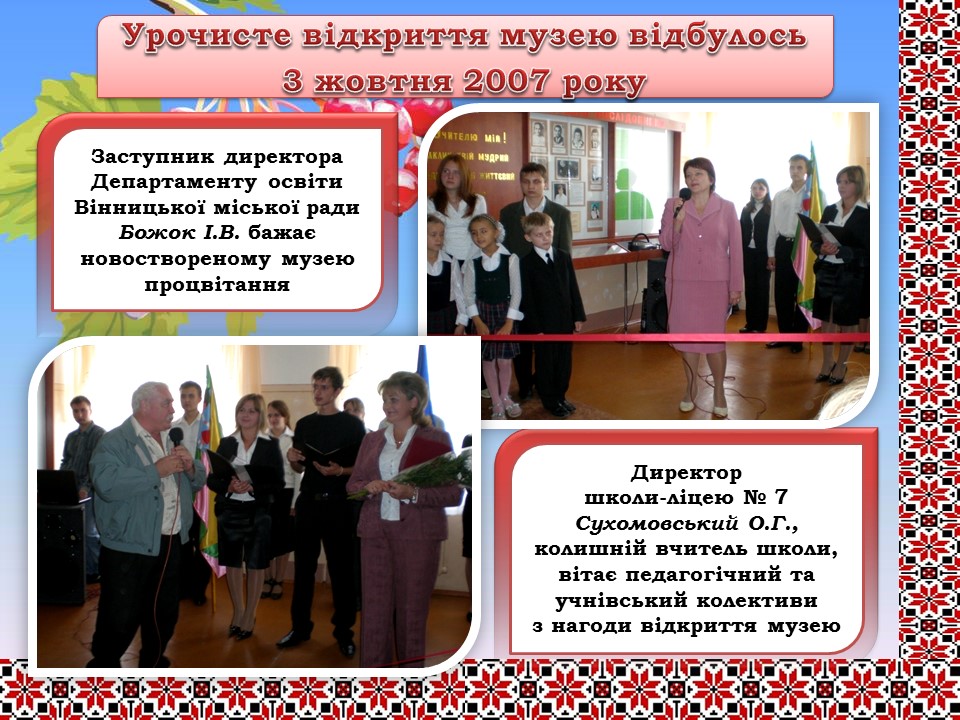 Урочисте відкриття музею відбулось
3 жовтня 2007 року
Заступник директора
Департаменту освіти
Вінницької міської ради
Божок І.В. бажає
новоствореному музею
процвітання
Директор
школи-ліцею № 7
Сухомовський О.Г.,
колишній вчитель школи,
вітає педагогічний та
учнівський колективи
з нагоди відкриття музею